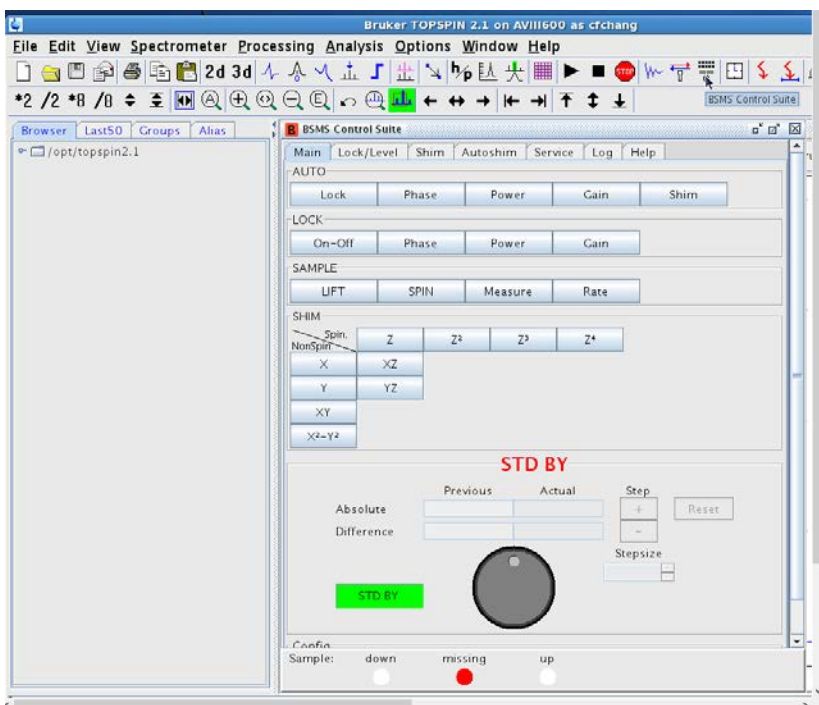 Bruker TOPSPIN 2.1 on AVIII600 as cfchang
File Edit View Spectrometer Processing Analysis Options Window Help
2d 3d
*2 /2 *8 /8
BSMS Control Suite
Browser Last50 Groups Alias
/opt/topspin2.1
B BSMS Control Suite
Main Lock/Level Shim Autoshim Service Log Help
AUTO
Lock Phase Power Gain Shim
LOCK
On-Off Phase Power Gain
SAMPLE
LIFT SPIN Measure Rate
SHIM
Spin. Z Z² Z³ Z⁴
NonSpin
X XZ
Y YZ
XY
X²-Y²
STD BY
Previous Actual Step
Absolute + Reset
Difference -
Stepsize
STD BY
Config
Sample: down missing up